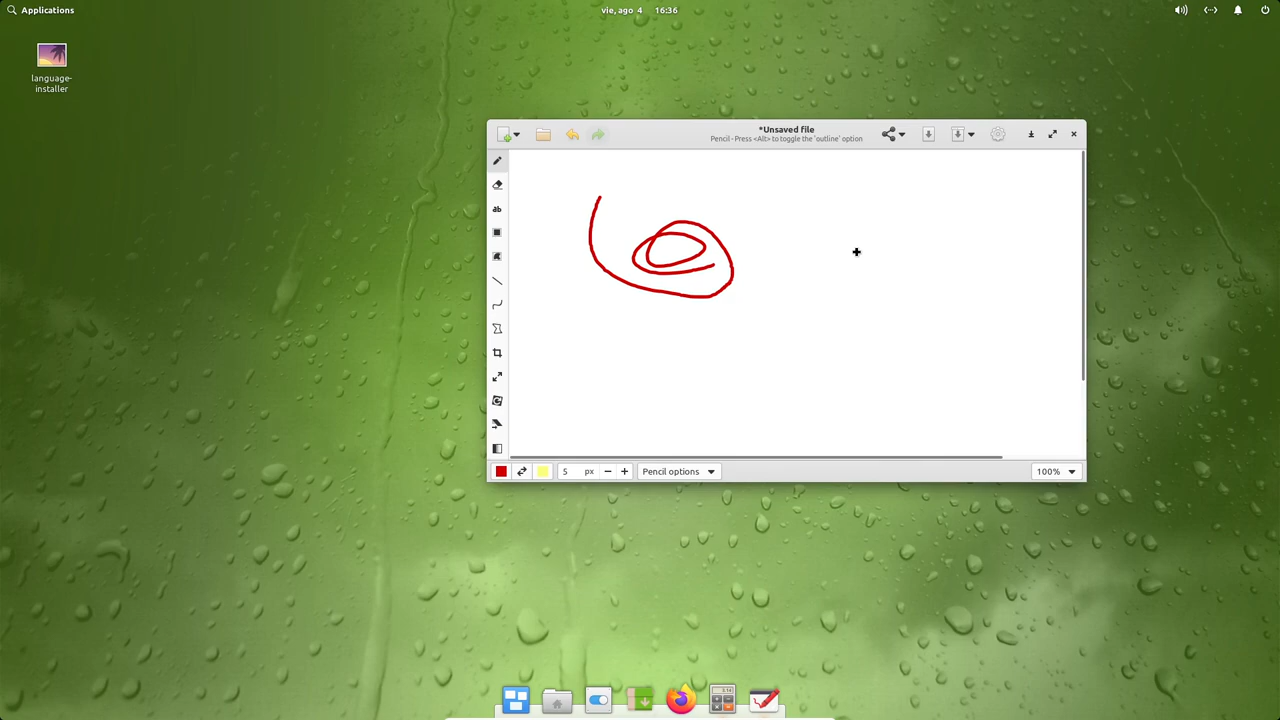 Applications
vie, ago 4 16:36
language-
installer
*Unsaved file
Pencil - Press <Alt> to toggle the 'outline' option
ab
5 px
Pencil options
100%